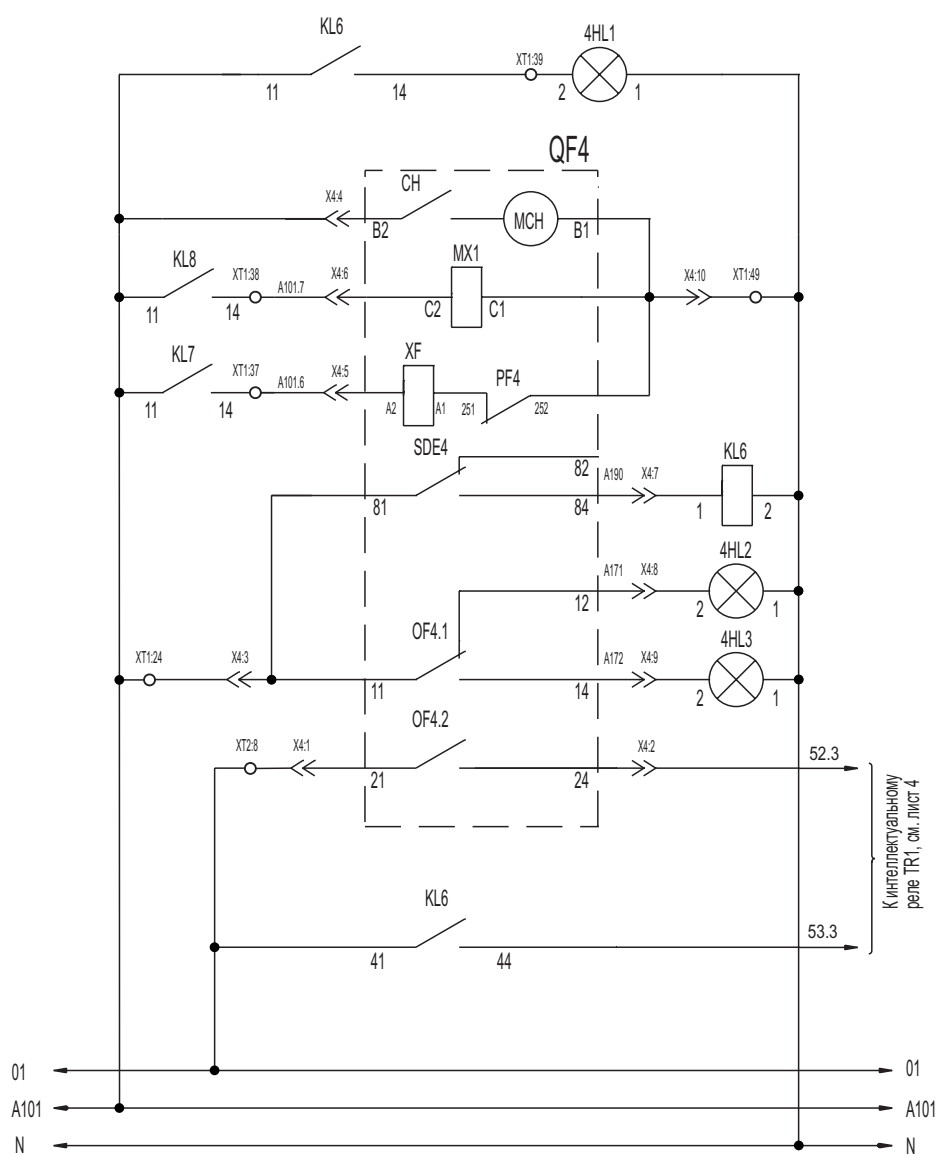 KL6
4HL1
XT1:39
11
14
2
1
QF4
CH
X4:4
B2
MCH
B1
KL8
MX1
XT1:38
A101.7
X4:6
X4:10
XT1:49
11
14
C2
C1
KL7
XF
XT1:37
A101.6
X4:5
PF4
11
14
A2
A1
251
252
SDE4
82
A190
X4:7
KL6
81
84
1
2
4HL2
A171
X4:8
12
2
1
OF4.1
4HL3
XT1:24
X4:3
A172
X4:9
11
14
2
1
OF4.2
XT2:8
X4:1
X4:2
52.3
21
24
К интеллектуальному
реле TR1, см. лист 4
KL6
53.3
41
44
01
01
A101
A101
N
N